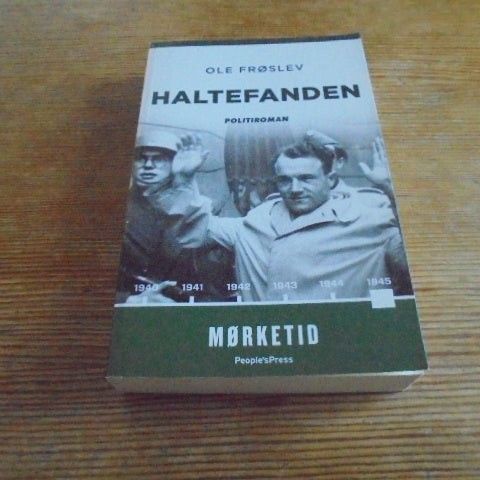 OLE FRØSLEV
HALTEFANDEN
POLITIROMAN
1940 1941 1942 1943 1944 1945
MØRKETID
People'sPress